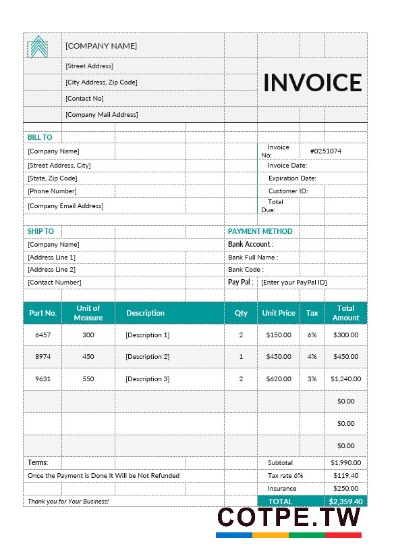 [COMPANY NAME]
[Street Address]
[City Address, Zip Code]
INVOICE
[Contact No]
[Company Mail Address]
BILL TO
[Company Name]
Invoice No: #0251074
[Street Address, City]
Invoice Date:
[State, Zip Code]
Expiration Date:
[Phone Number]
Customer ID:
[Company Email Address]
Total Due:
SHIP TO PAYMENT METHOD
[Company Name] Bank Account :
[Address Line 1] Bank Full Name :
[Address Line 2] Bank Code :
[Contact Number] Pay Pal : [Enter your PayPal ID]
Part No. Unit of Measure Description Qty Unit Price Tax Total Amount
6457 300 [Description 1] 2 $150.00 6% $300.00
8974 450 [Description 2] 1 $450.00 4% $450.00
9631 550 [Description 3] 2 $620.00 3% $1,240.00
$0.00
$0.00
$0.00
Terms: Subtotal $1,990.00
Once the Payment is Done It Will be Not Refunded Tax rate 6% $119.40
Insurance $250.00
Thank you for Your Business! TOTAL $2,359.40
COTPE.TW